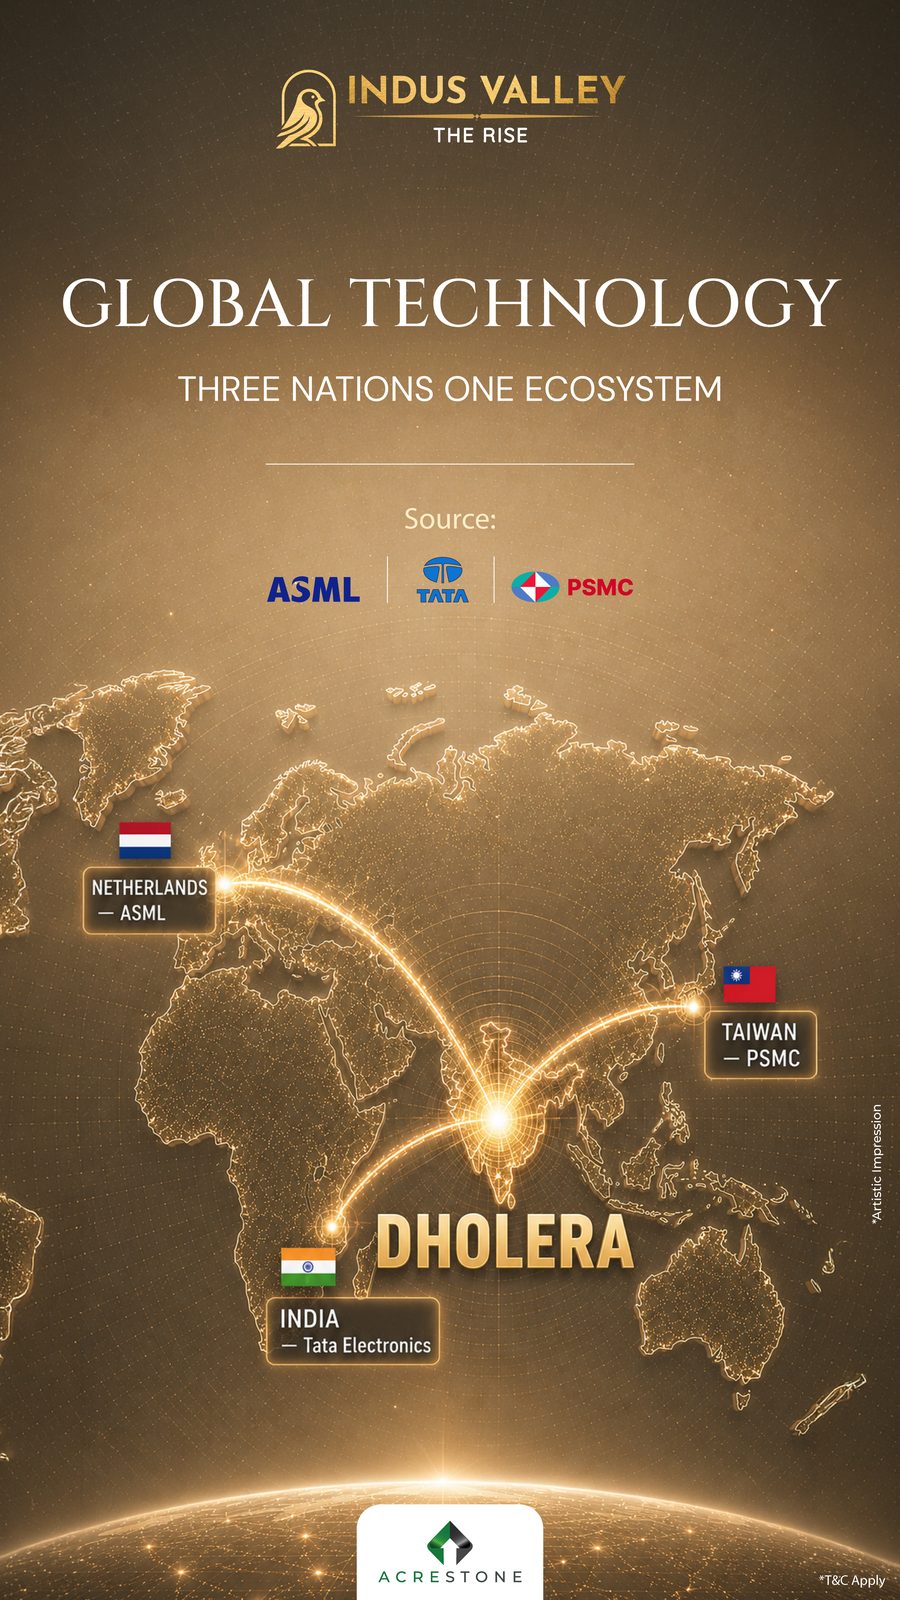 INDUS VALLEY
THE RISE
GLOBAL TECHNOLOGY
THREE NATIONS ONE ECOSYSTEM
Source:
ASML
TATA
PSMC
NETHERLANDS
— ASML
TAIWAN
— PSMC
*Artistic Impression
DHOLERA
INDIA
— Tata Electronics
ACRESTONE
*T&C Apply